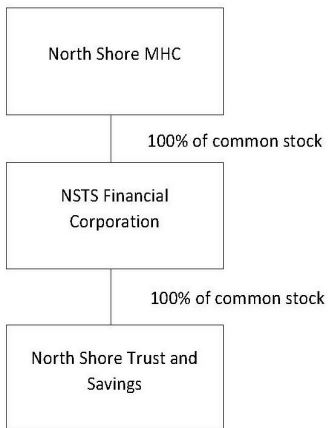 North Shore MHC
100% of common stock
NSTS Financial
Corporation
100% of common stock
North Shore Trust and
Savings